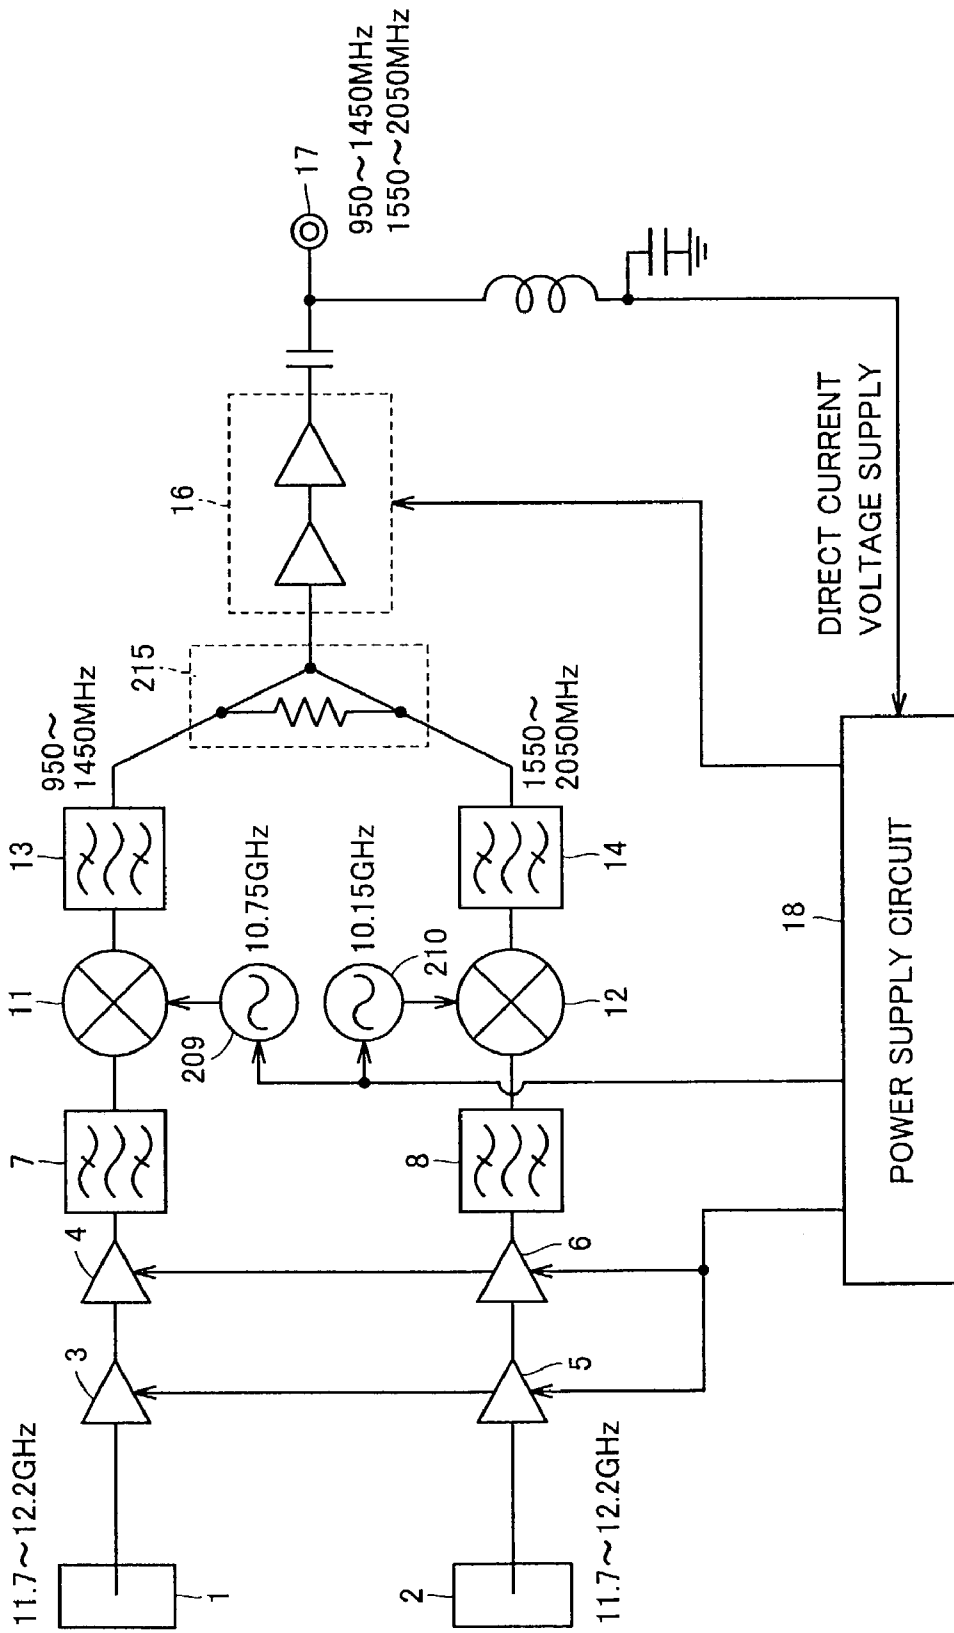 11.7~12.2GHz
1
3
4
7
11
13
950~
1450MHz
215
16
17
950~1450MHz
1550~2050MHz
209
10.75GHz
10.15GHz
210
11.7~12.2GHz
2
5
6
8
12
14
1550~
2050MHz
DIRECT CURRENT
VOLTAGE SUPPLY
18
POWER SUPPLY CIRCUIT